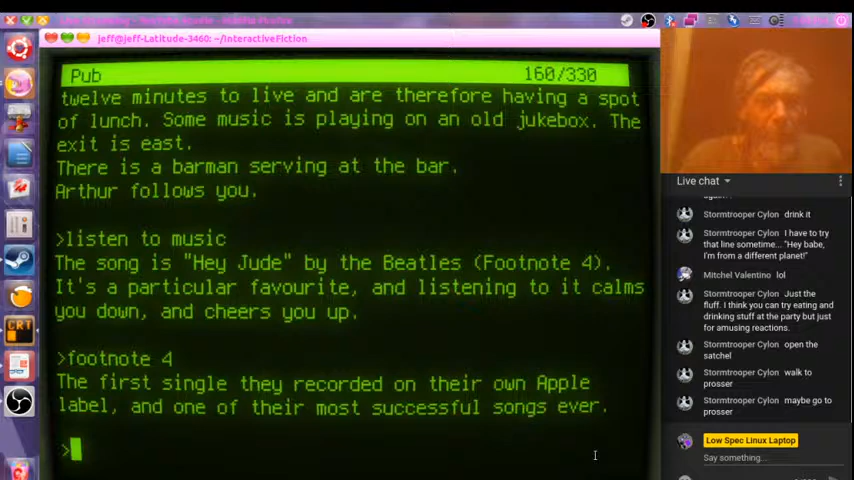 jeff@jeff-Latitude-3460: ~/InteractiveFiction
Pub 160/330
twelve minutes to live and are therefore having a spot
of lunch. Some music is playing on an old jukebox. The
exit is east.
There is a barman serving at the bar.
Arthur follows you.
>listen to music
The song is "Hey Jude" by the Beatles (Footnote 4).
It's a particular favourite, and listening to it calms
you down, and cheers you up.
>footnote 4
The first single they recorded on their own Apple
label, and one of their most successful songs ever.
>
CRT
Live chat
Stormtrooper Cylon drink it
Stormtrooper Cylon I have to try
that line sometime... "Hey babe,
I'm from a different planet!"
Mitchel Valentino lol
Stormtrooper Cylon Just the
fluff. I think you can try eating and
drinking stuff at the party but just
for amusing reactions.
Stormtrooper Cylon open the
satchel
Stormtrooper Cylon walk to
prosser
Stormtrooper Cylon maybe go to
prosser
Low Spec Linux Laptop
Say something...